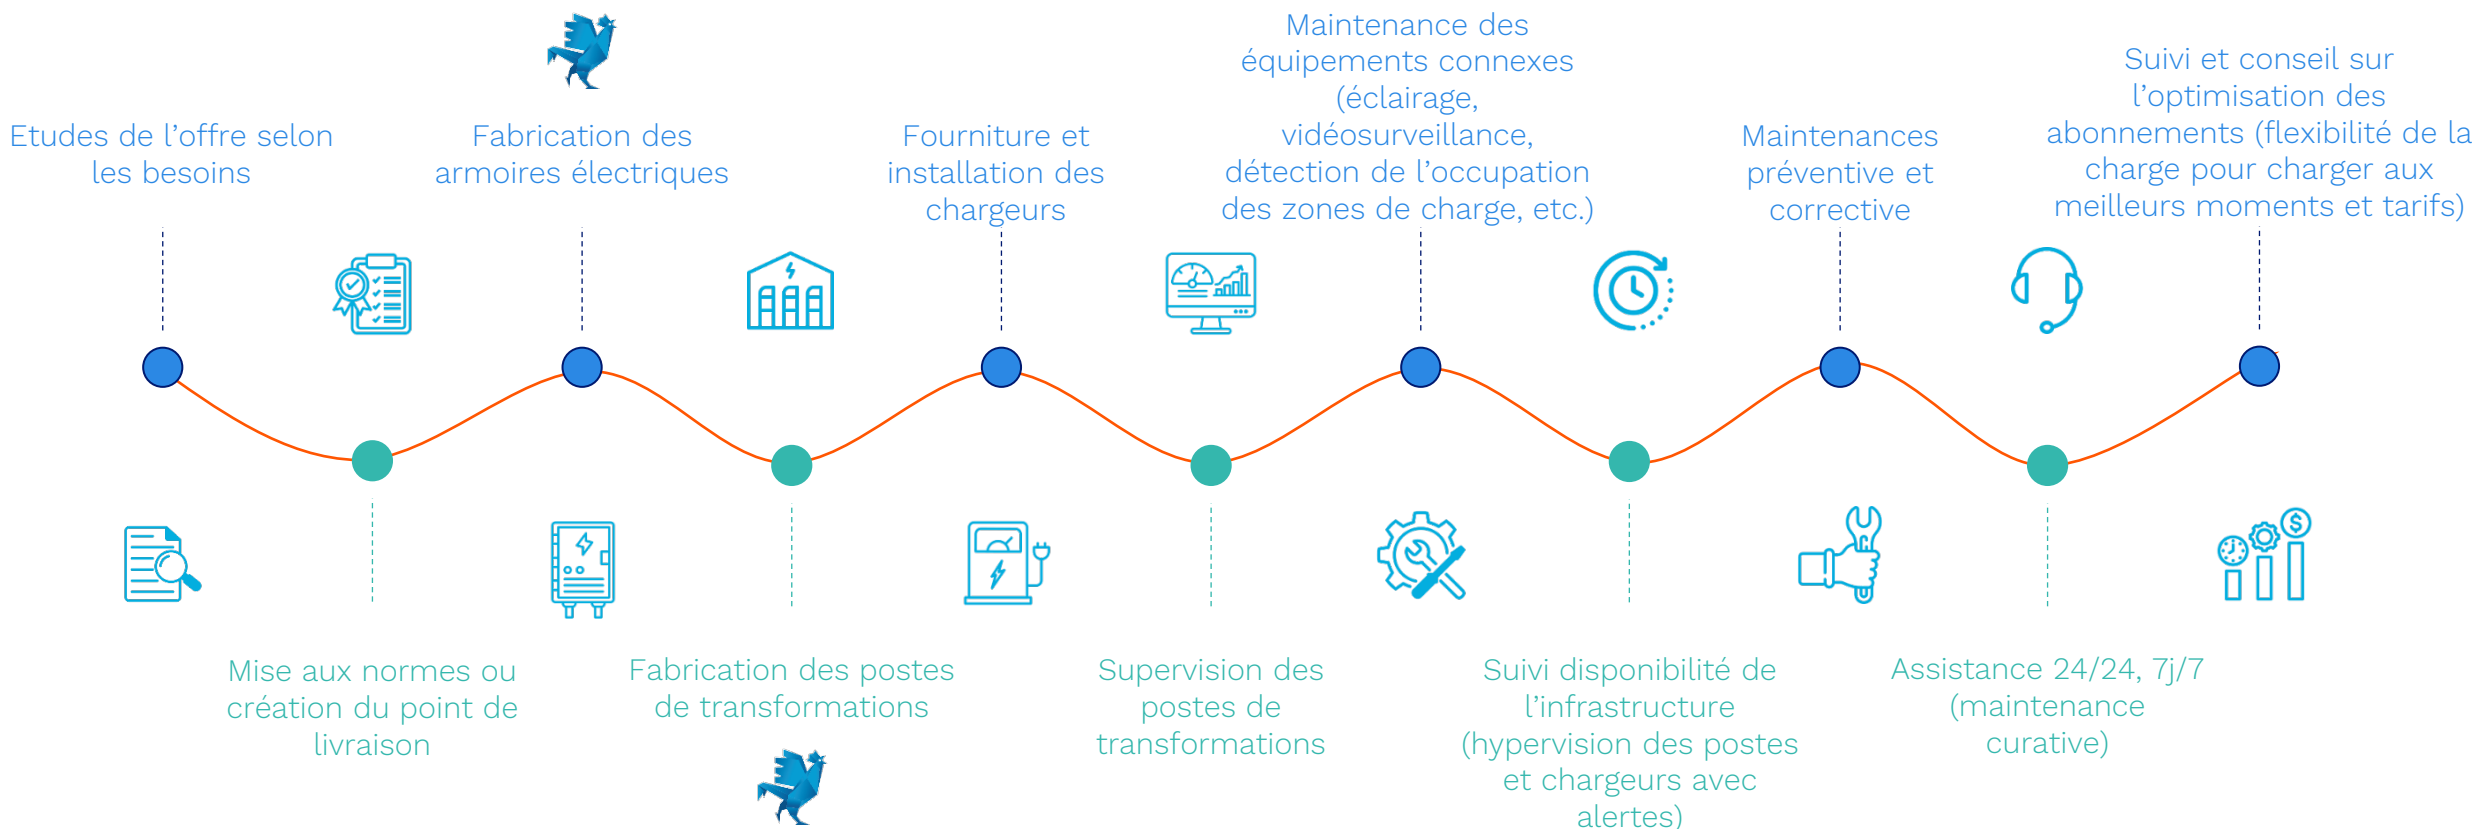 Etudes de l’offre selon
les besoins
Mise aux normes ou
création du point de
livraison
Fabrication des
armoires électriques
Fabrication des postes
de transformations
Fourniture et
installation des
chargeurs
Supervision des
postes de
transformations
Maintenance des
équipements connexes
(éclairage,
vidéosurveillance,
détection de l’occupation
des zones de charge, etc.)
Suivi disponibilité de
l’infrastructure
(hypervision des postes
et chargeurs avec
alertes)
Maintenances
préventive et
corrective
Assistance 24/24, 7j/7
(maintenance
curative)
Suivi et conseil sur
l’optimisation des
abonnements (flexibilité de la
charge pour charger aux
meilleurs moments et tarifs)
$